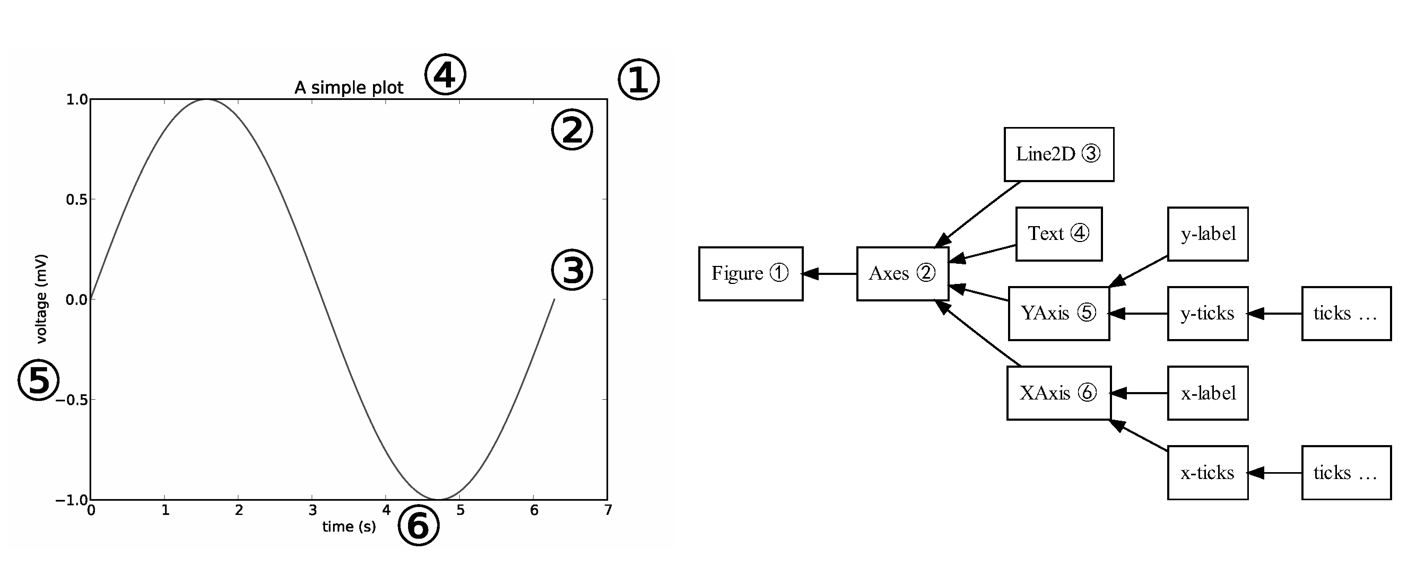 A simple plot ④
①
1.0
②
0.5
voltage (mV)
0.0
③
⑤
−0.5
−1.0
0 1 2 3 4 5 6 7
time (s) ⑥
Line2D ③
Text ④
y-label
Figure ①
Axes ②
YAxis ⑤
y-ticks
ticks …
XAxis ⑥
x-label
x-ticks
ticks …